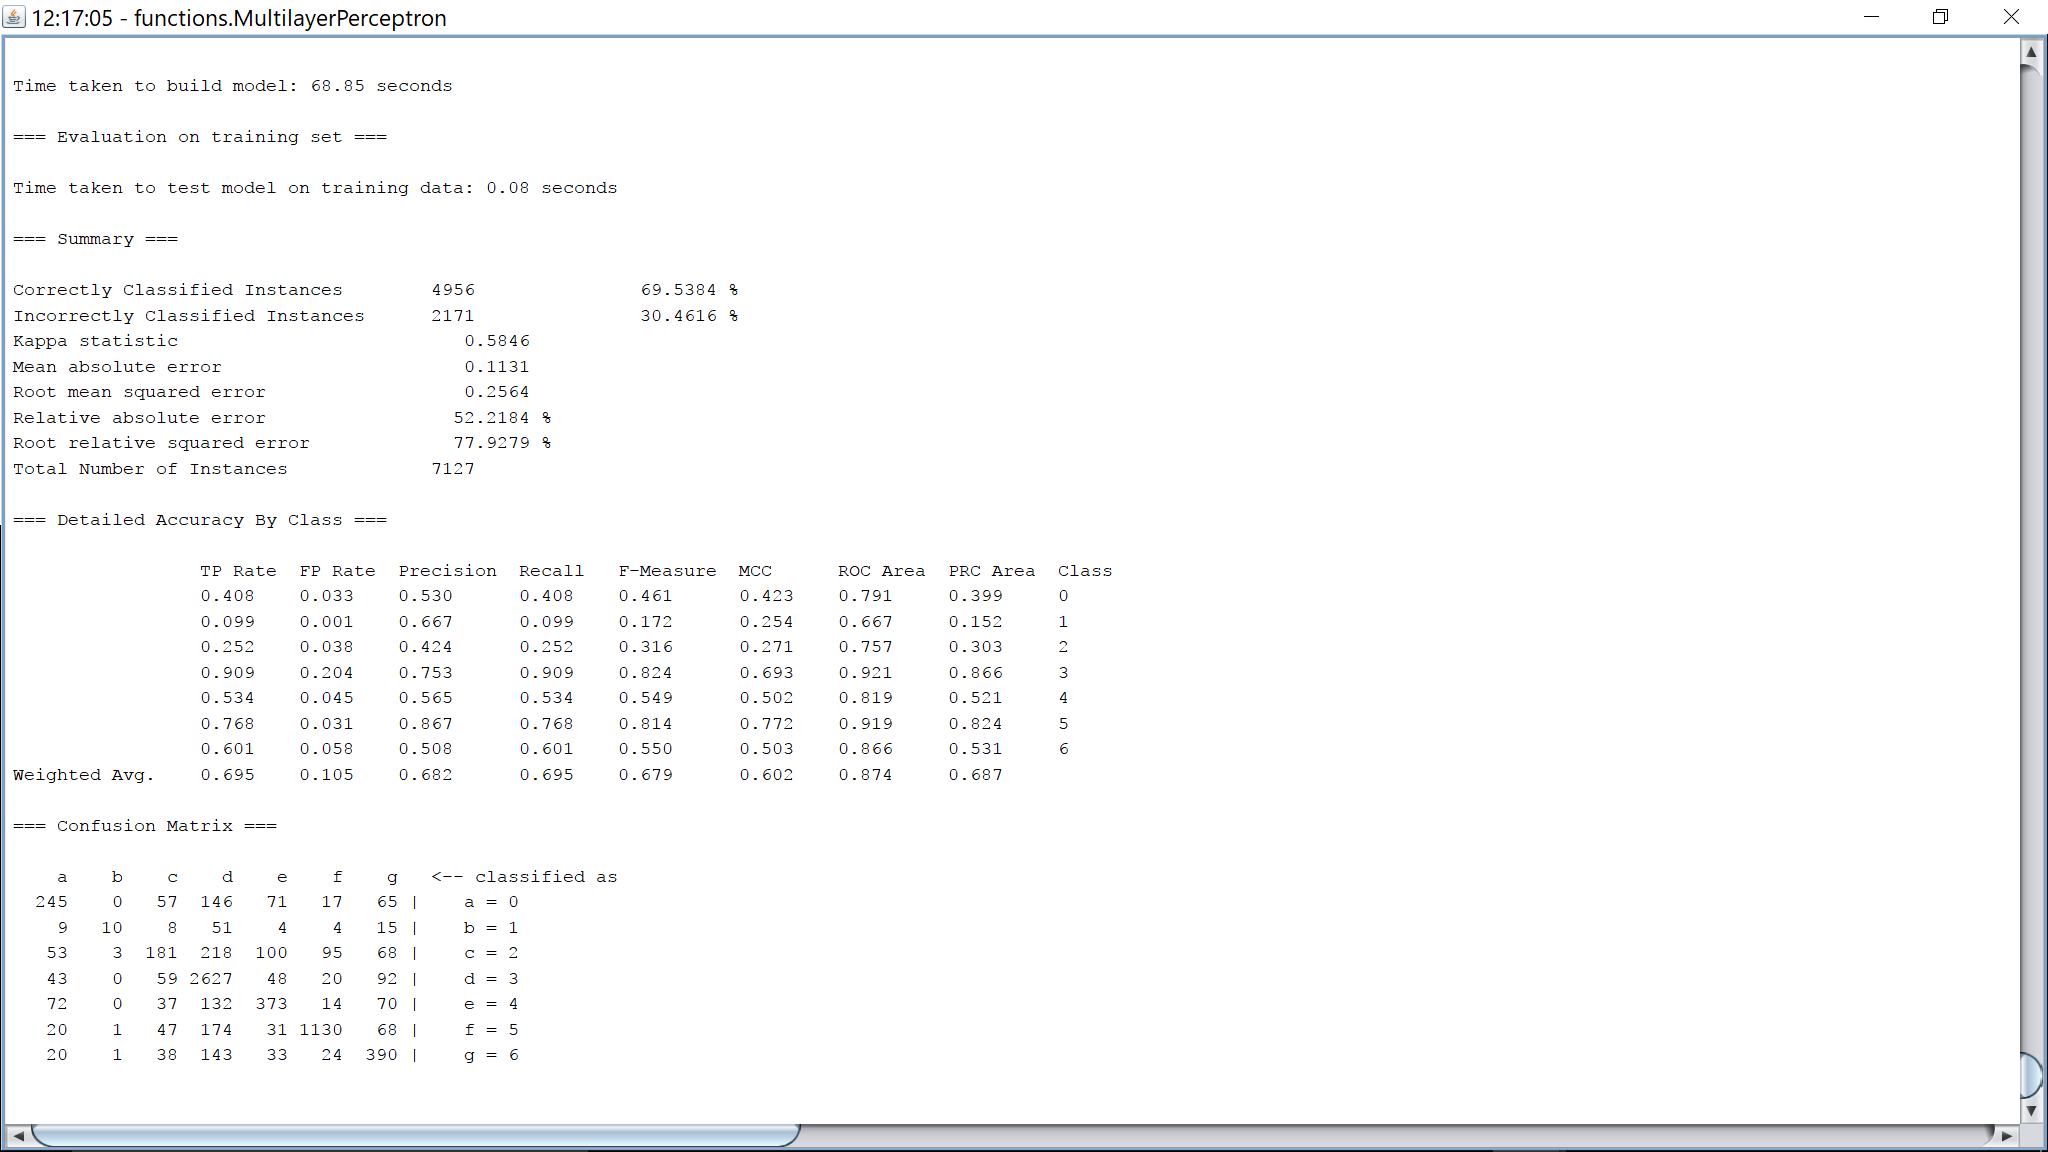 12:17:05 - functions.MultilayerPerceptron
Time taken to build model: 68.85 seconds
=== Evaluation on training set ===
Time taken to test model on training data: 0.08 seconds
=== Summary ===
Correctly Classified Instances 4956 69.5384 %
Incorrectly Classified Instances 2171 30.4616 %
Kappa statistic 0.5846
Mean absolute error 0.1131
Root mean squared error 0.2564
Relative absolute error 52.2184 %
Root relative squared error 77.9279 %
Total Number of Instances 7127
=== Detailed Accuracy By Class ===
TP Rate FP Rate Precision Recall F-Measure MCC ROC Area PRC Area Class
0.408 0.033 0.530 0.408 0.461 0.423 0.791 0.399 0
0.099 0.001 0.667 0.099 0.172 0.254 0.667 0.152 1
0.252 0.038 0.424 0.252 0.316 0.271 0.757 0.303 2
0.909 0.204 0.753 0.909 0.824 0.693 0.921 0.866 3
0.534 0.045 0.565 0.534 0.549 0.502 0.819 0.521 4
0.768 0.031 0.867 0.768 0.814 0.772 0.919 0.824 5
0.601 0.058 0.508 0.601 0.550 0.503 0.866 0.531 6
Weighted Avg. 0.695 0.105 0.682 0.695 0.679 0.602 0.874 0.687
=== Confusion Matrix ===
a b c d e f g <-- classified as
245 0 57 146 71 17 65 | a = 0
9 10 8 51 4 4 15 | b = 1
53 3 181 218 100 95 68 | c = 2
43 0 59 2627 48 20 92 | d = 3
72 0 37 132 373 14 70 | e = 4
20 1 47 174 31 1130 68 | f = 5
20 1 38 143 33 24 390 | g = 6